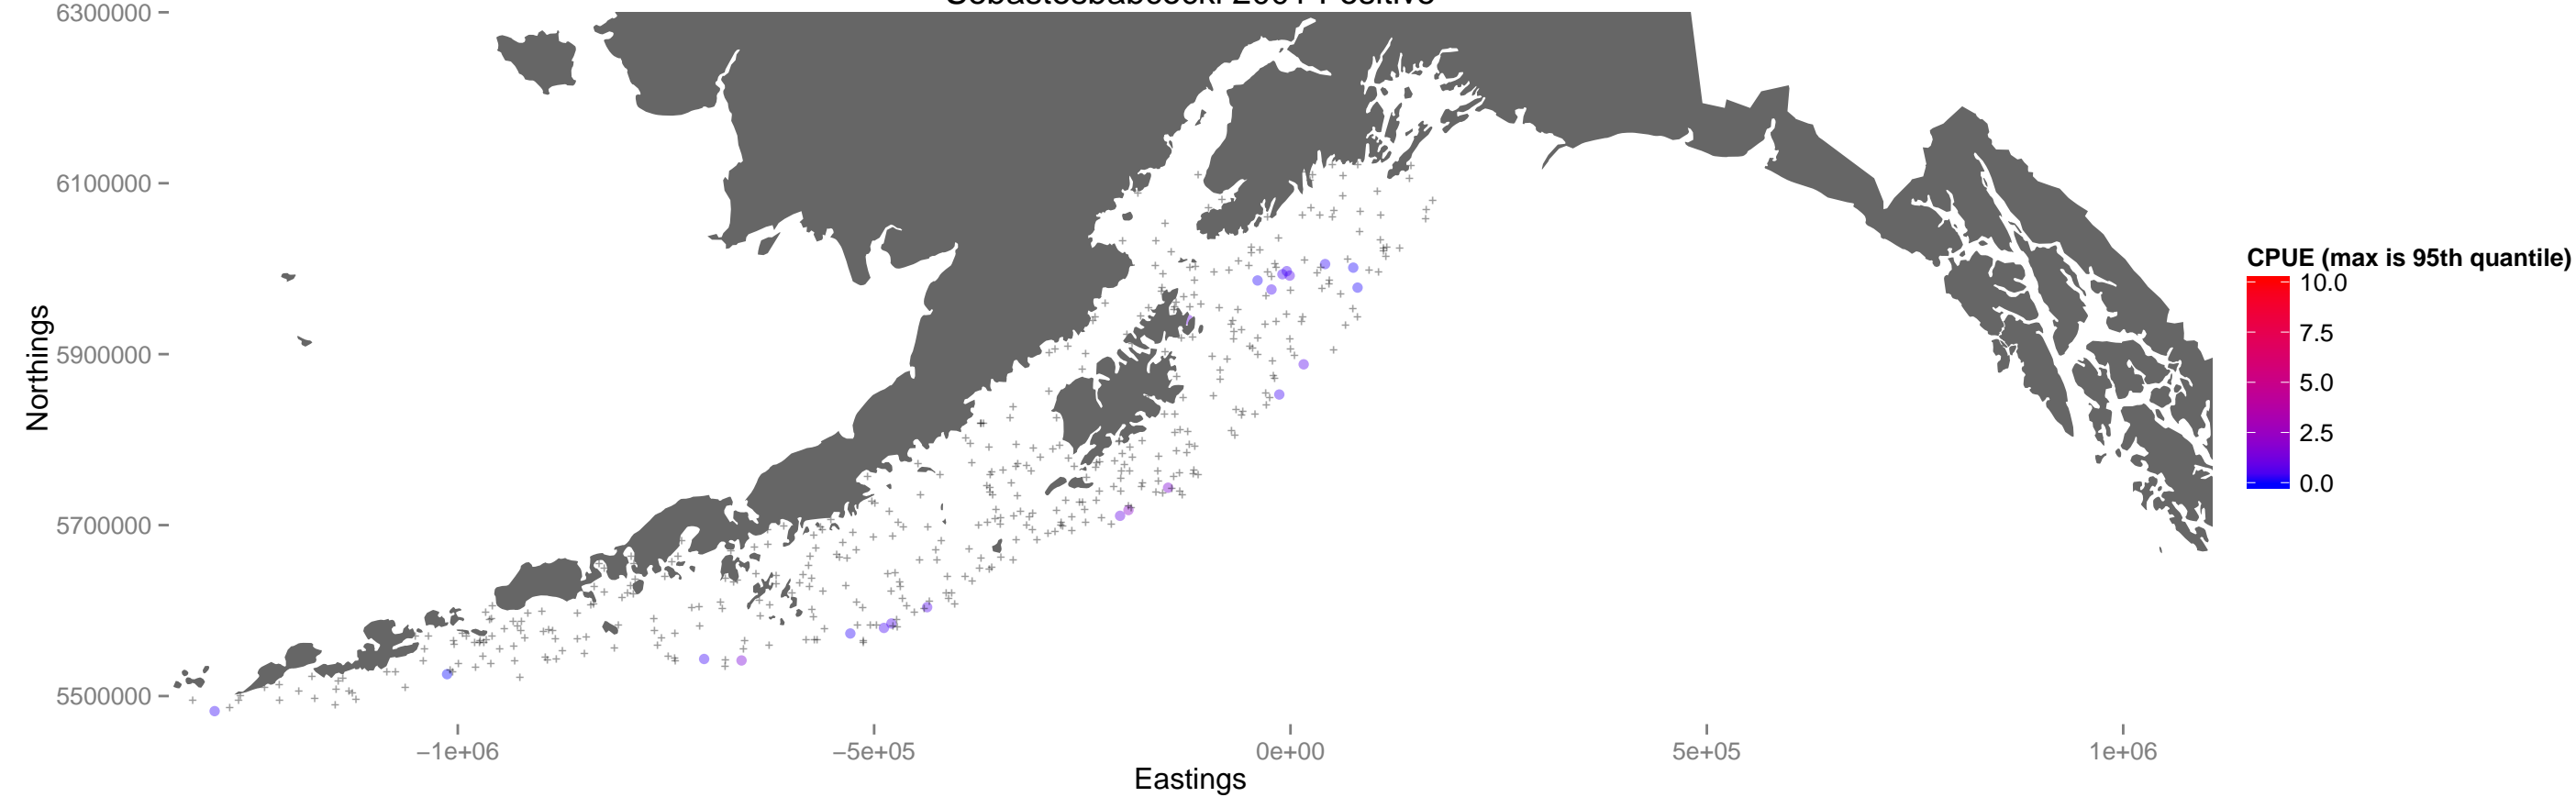 Positive
6300000
6100000
5900000
5700000
5500000
Northings
−1e+06
−5e+05
0e+00
5e+05
1e+06
Eastings
CPUE (max is 95th quantile)
10.0
7.5
5.0
2.5
0.0